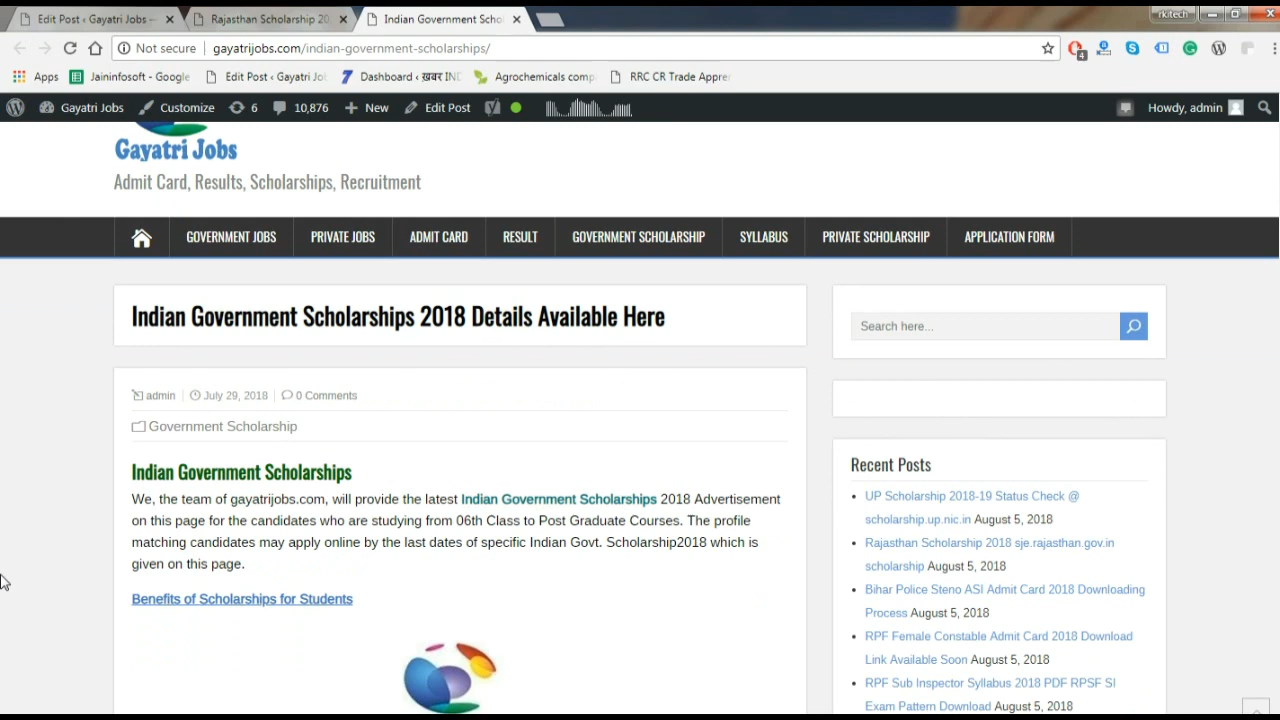 rkitech
Edit Post ‹ Gayatri Jobs —
Rajasthan Scholarship 20
Indian Government Scho
Not secure
gayatrijobs.com/indian-government-scholarships/
4
Apps
Jaininfosoft - Google
Edit Post ‹ Gayatri Jo
Dashboard ‹ ख़बर IND
Agrochemicals comp
RRC CR Trade Appre
Gayatri Jobs
Customize
6
10,876
New
Edit Post
Howdy, admin
Gayatri Jobs
Admit Card, Results, Scholarships, Recruitment
GOVERNMENT JOBS
PRIVATE JOBS
ADMIT CARD
RESULT
GOVERNMENT SCHOLARSHIP
SYLLABUS
PRIVATE SCHOLARSHIP
APPLICATION FORM
Indian Government Scholarships 2018 Details Available Here
admin
July 29, 2018
0 Comments
Government Scholarship
Indian Government Scholarships
We, the team of gayatrijobs.com, will provide the latest Indian Government Scholarships 2018 Advertisement
on this page for the candidates who are studying from 06th Class to Post Graduate Courses. The profile
matching candidates may apply online by the last dates of specific Indian Govt. Scholarship2018 which is
given on this page.
Benefits of Scholarships for Students
Search here...
Recent Posts
UP Scholarship 2018-19 Status Check @
scholarship.up.nic.in August 5, 2018
Rajasthan Scholarship 2018 sje.rajasthan.gov.in
scholarship August 5, 2018
Bihar Police Steno ASI Admit Card 2018 Downloading
Process August 5, 2018
RPF Female Constable Admit Card 2018 Download
Link Available Soon August 5, 2018
RPF Sub Inspector Syllabus 2018 PDF RPSF SI
Exam Pattern Download August 5, 2018